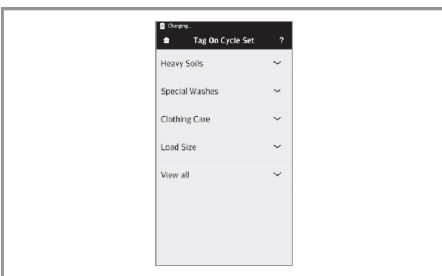 Charging...
Tag On Cycle Set ?
Heavy Soils
Special Washes
Clothing Care
Load Size
View all